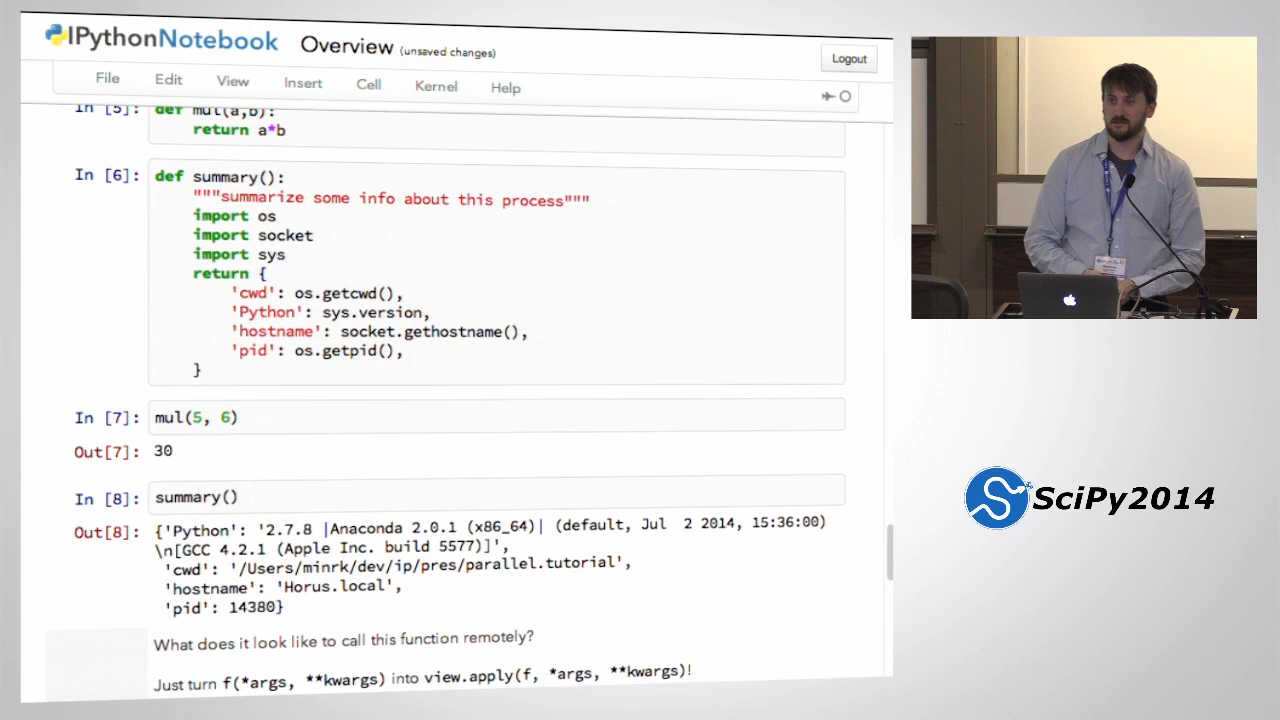 IPythonNotebook Overview (unsaved changes) Logout
File Edit View Insert Cell Kernel Help
In [5]: def mul(a,b):
return a*b
In [6]: def summary():
"""summarize some info about this process"""
import os
import socket
import sys
return {
'cwd': os.getcwd(),
'Python': sys.version,
'hostname': socket.gethostname(),
'pid': os.getpid(),
}
In [7]: mul(5, 6)
Out[7]: 30
In [8]: summary()
Out[8]: {'Python': '2.7.8 |Anaconda 2.0.1 (x86_64)| (default, Jul  2 2014, 15:36:00)
\n[GCC 4.2.1 (Apple Inc. build 5577)]',
'cwd': '/Users/minrk/dev/ip/pres/parallel.tutorial',
'hostname': 'Horus.local',
'pid': 14380}
What does it look like to call this function remotely?
Just turn f(*args, **kwargs) into view.apply(f, *args, **kwargs)!
SciPy2014